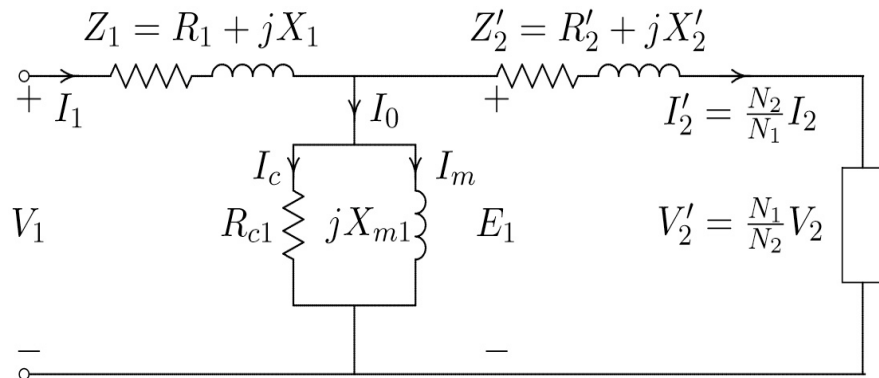 Z₁ = R₁ + jX₁
Z′₂ = R′₂ + jX′₂
+ I₁
I₀
+
I′₂ = N₂/N₁ I₂
I_c
I_m
V₁
R_c1
jX_m1
E₁
V′₂ = N₁/N₂ V₂
−
−